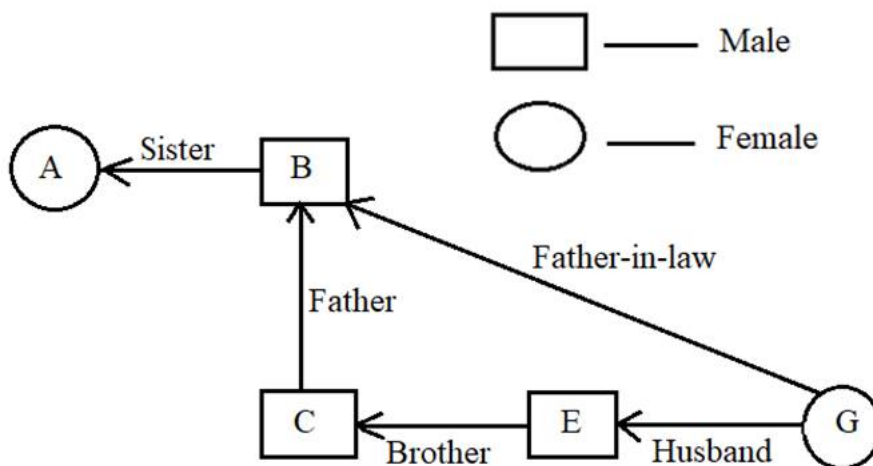 Male
Female
A
Sister
B
Father-in-law
Father
C
Brother
E
Husband
G